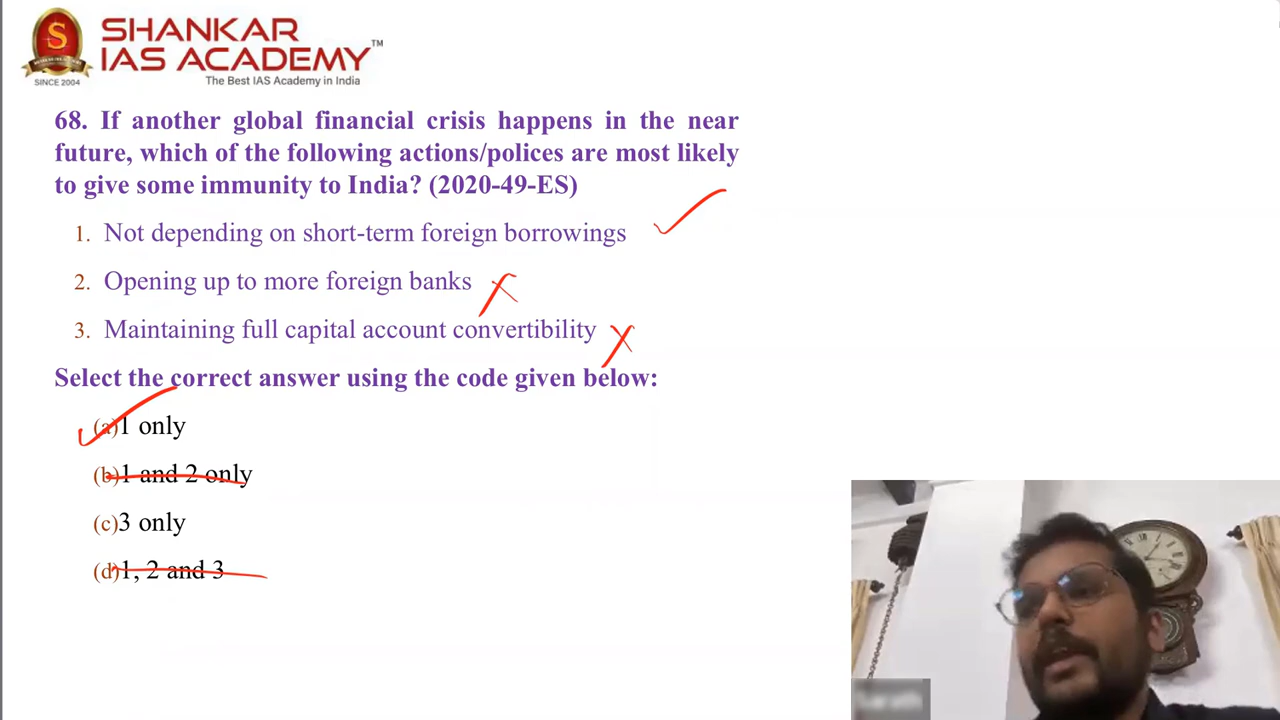 SHANKAR
IAS ACADEMY™
The Best IAS Academy in India
S
SINCE 2004
68. If another global financial crisis happens in the near
future, which of the following actions/polices are most likely
to give some immunity to India? (2020-49-ES)
1. Not depending on short-term foreign borrowings
2. Opening up to more foreign banks
3. Maintaining full capital account convertibility
Select the correct answer using the code given below:
(a)1 only
(b)1 and 2 only
(c)3 only
(d)1, 2 and 3